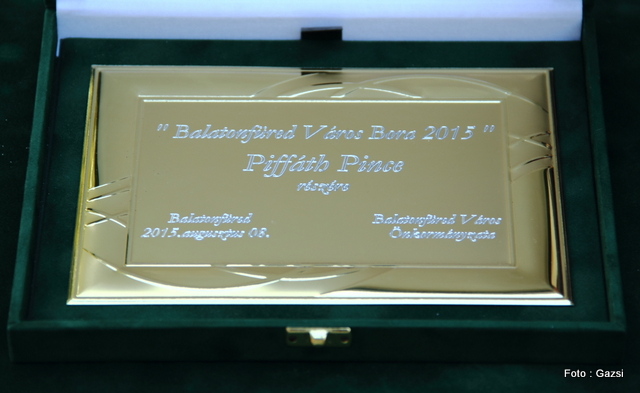 " Balatonfüred Város Bora 2015 "
Piffáth Pince
részére
Balatonfüred
2015.augusztus 08.
Balatonfüred Város
Önkormányzata
Foto : Gazsi